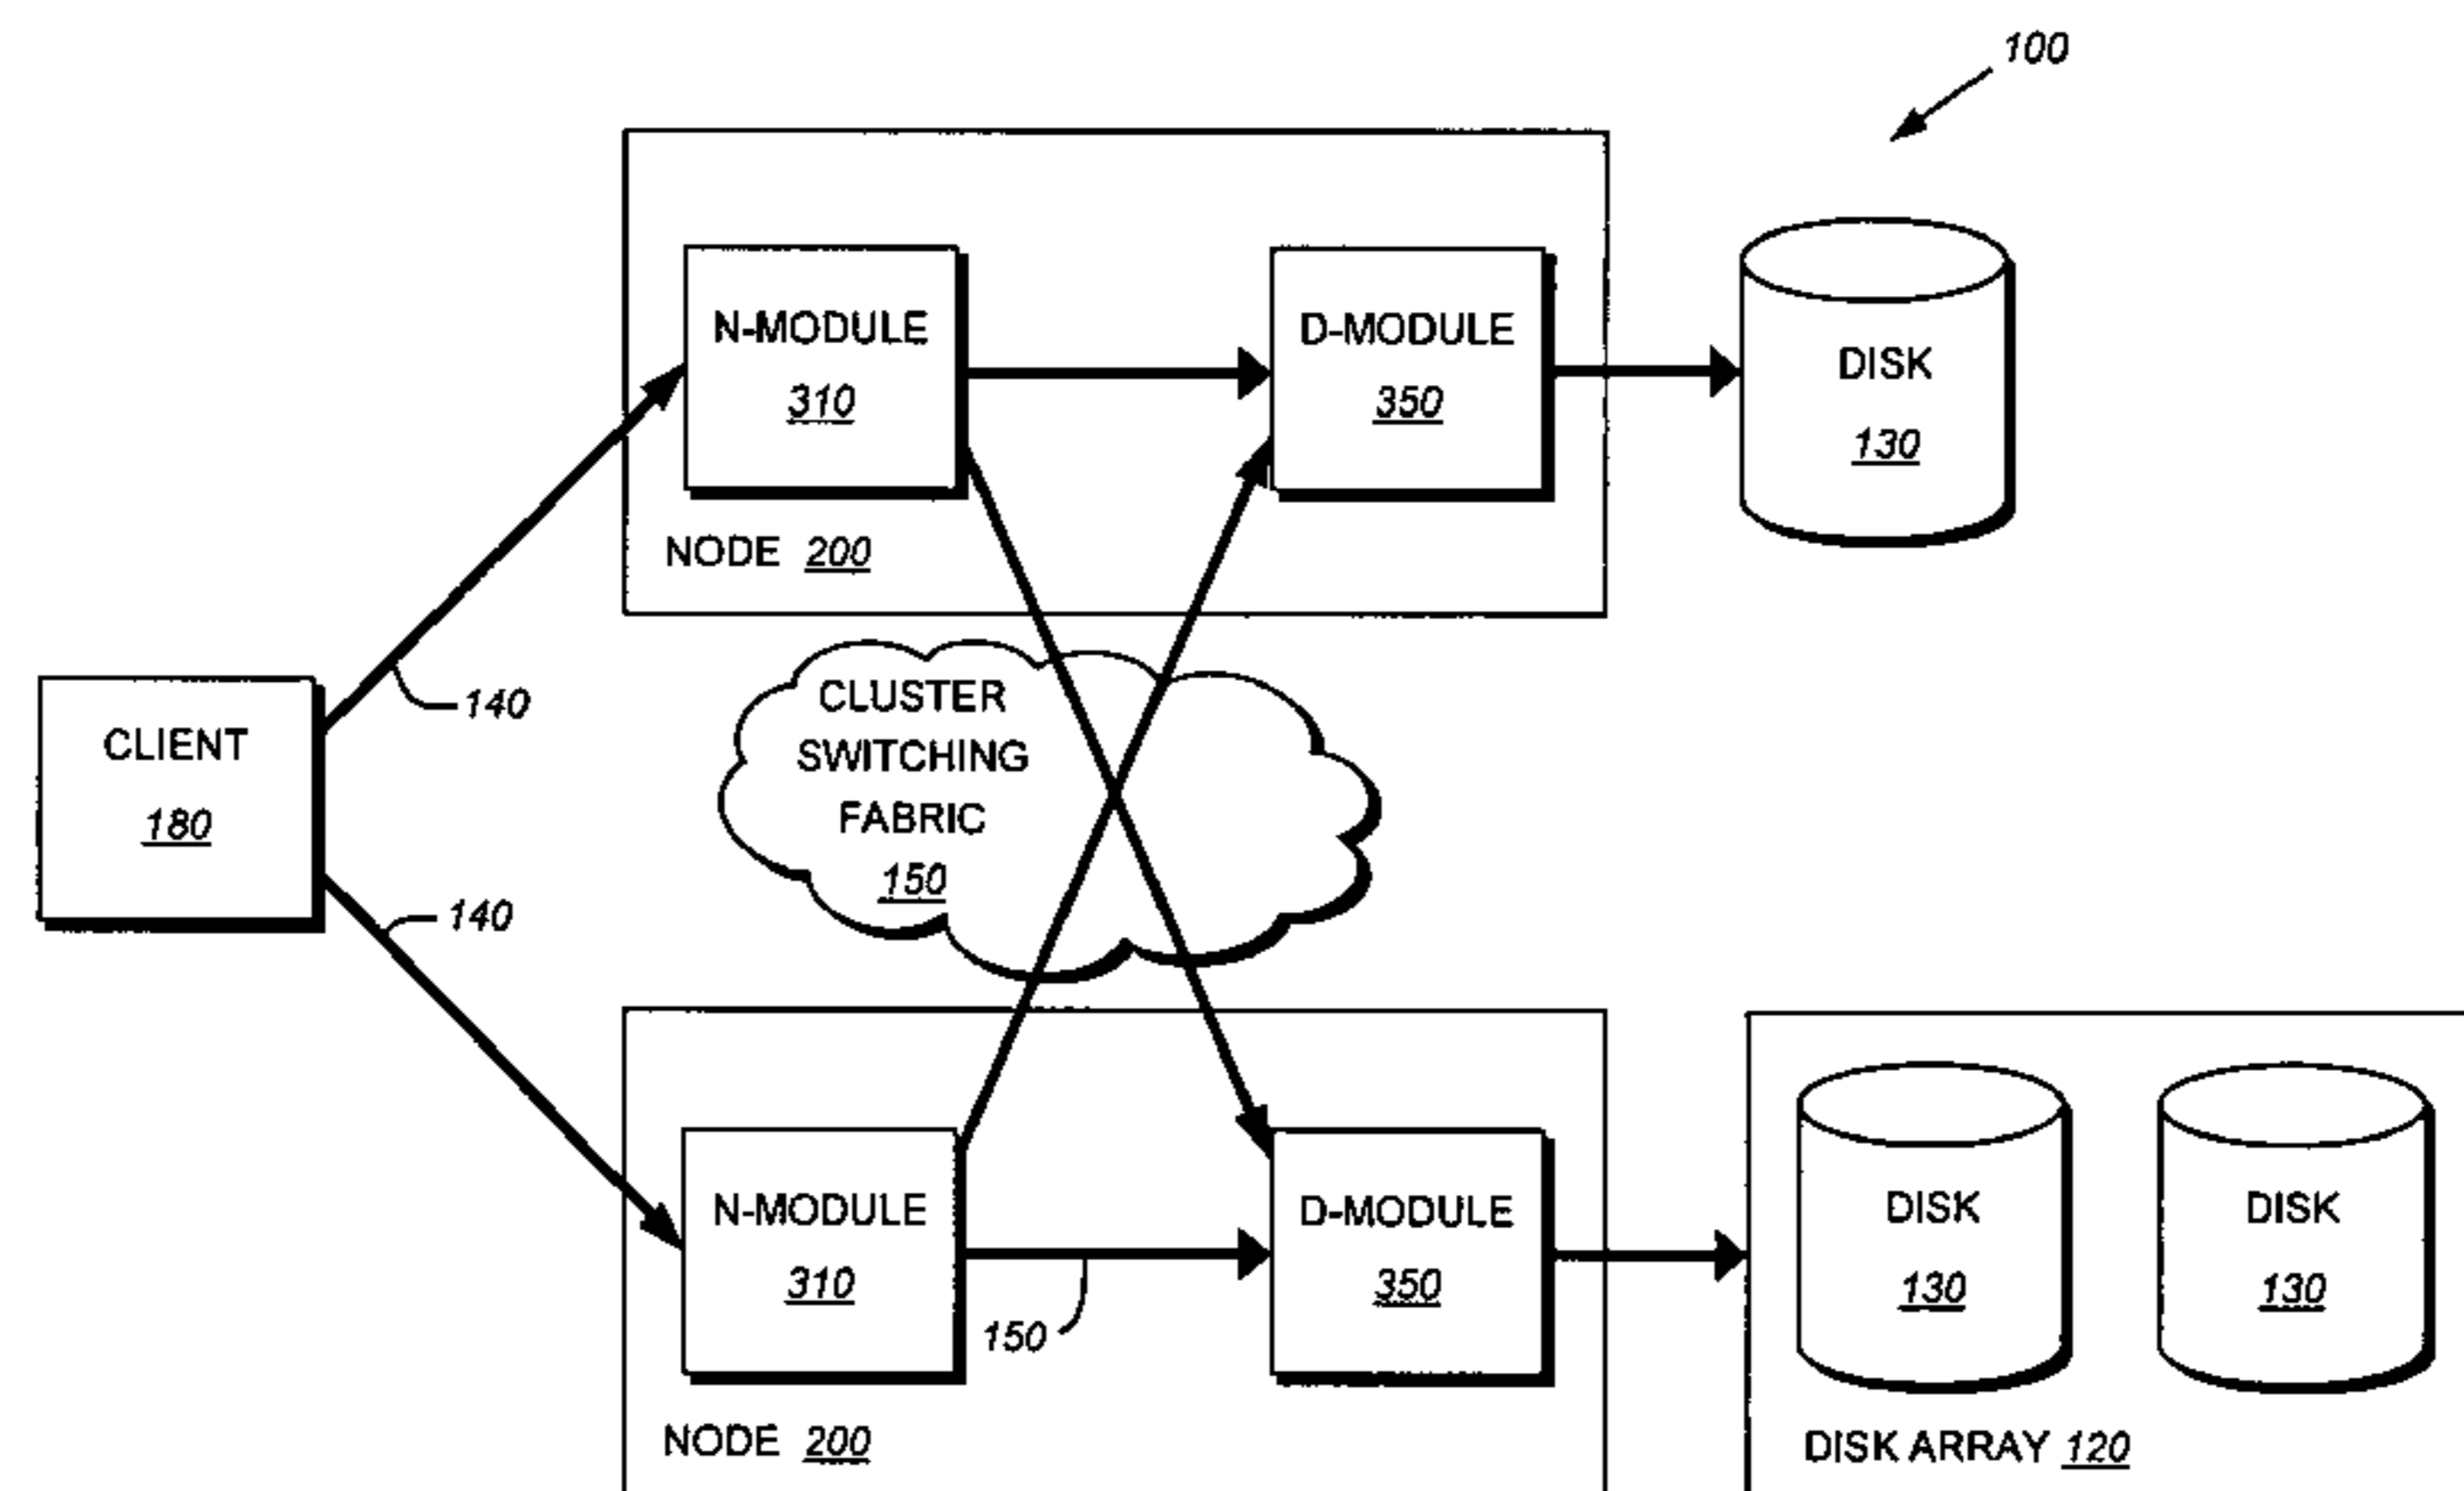 100
N-MODULE
310
D-MODULE
350
DISK
130
NODE 200
CLIENT
180
140
140
CLUSTER
SWITCHING
FABRIC
150
N-MODULE
310
150
D-MODULE
350
NODE 200
DISK
130
DISK
130
DISK ARRAY 120